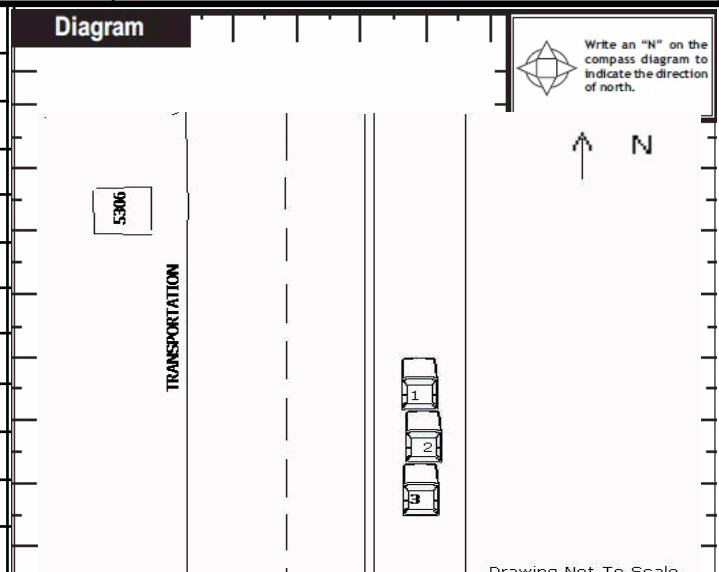 Diagram
Write an “N” on the
compass diagram to
indicate the direction
of north.
N
5306
TRANSPORTATION
1
2
3
Drawing Not To Scale